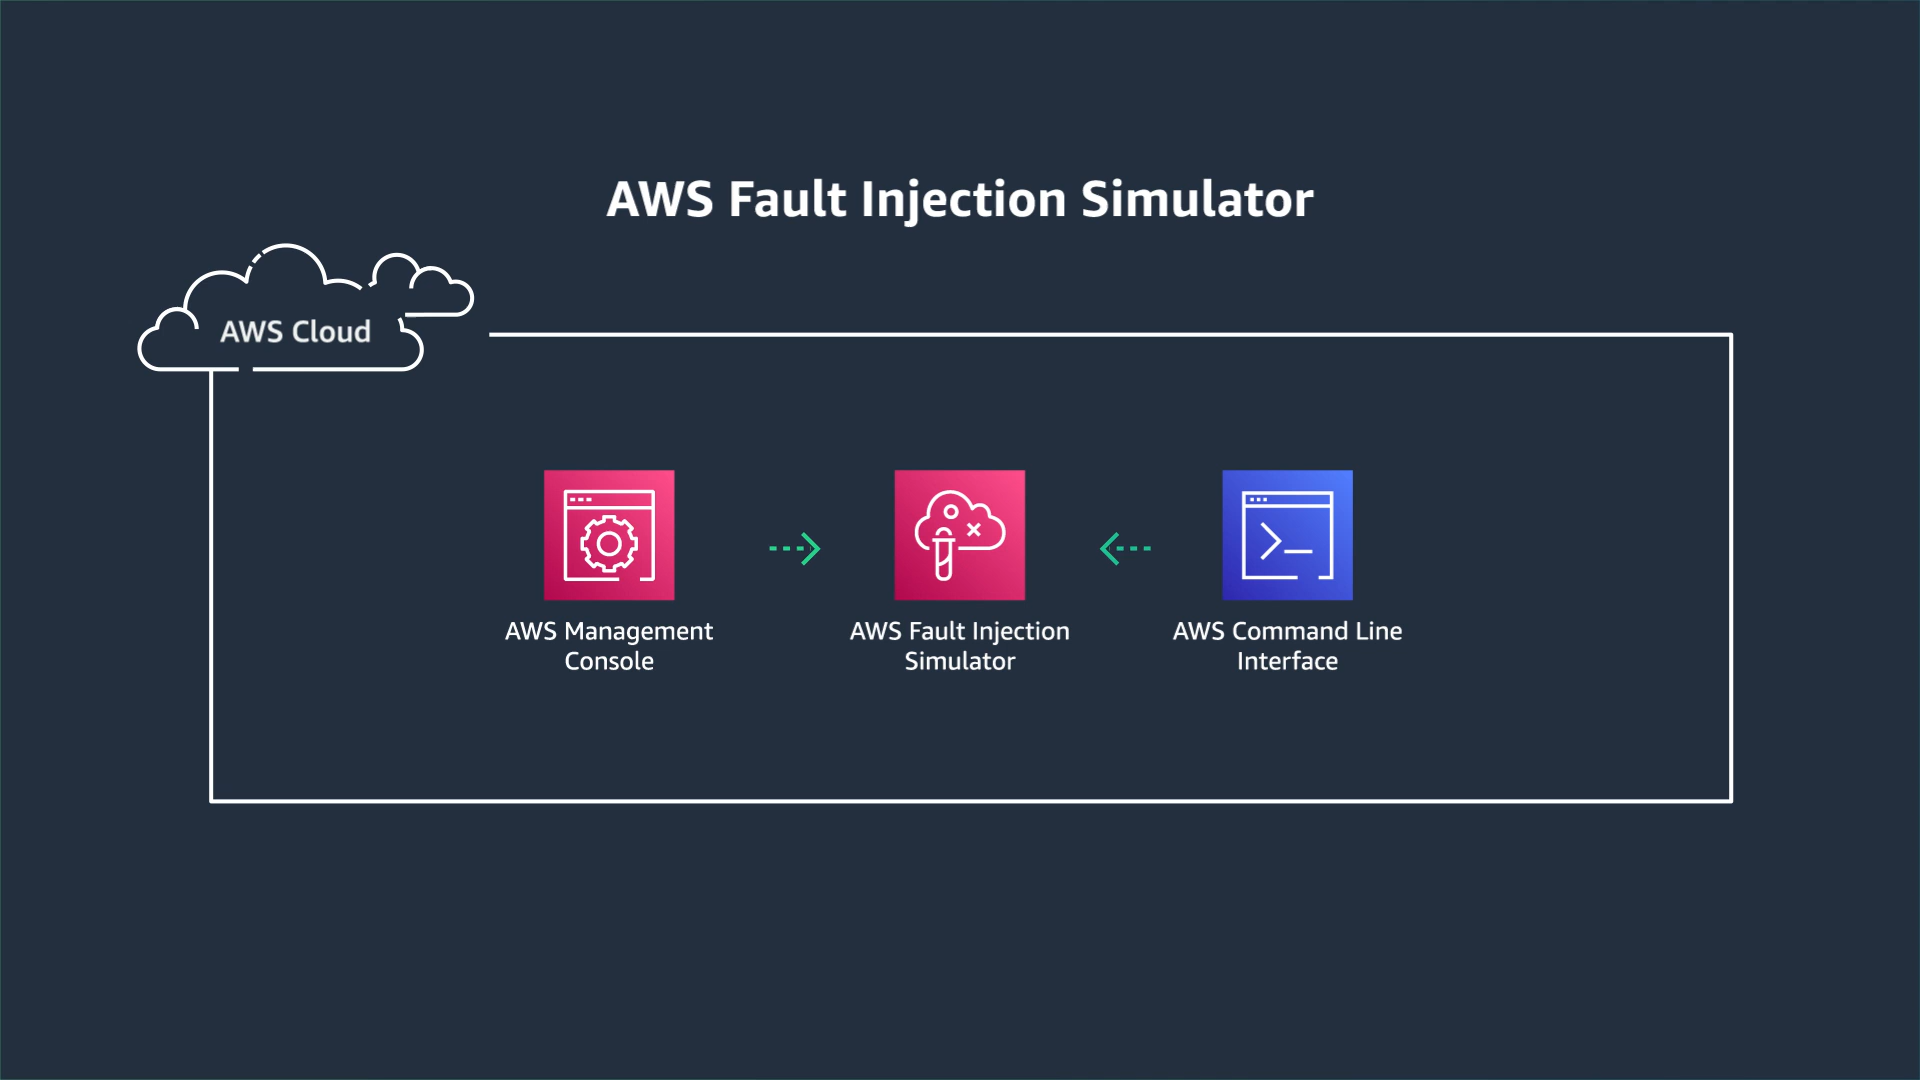 AWS Fault Injection Simulator
AWS Cloud
AWS Management
Console
AWS Fault Injection
Simulator
AWS Command Line
Interface